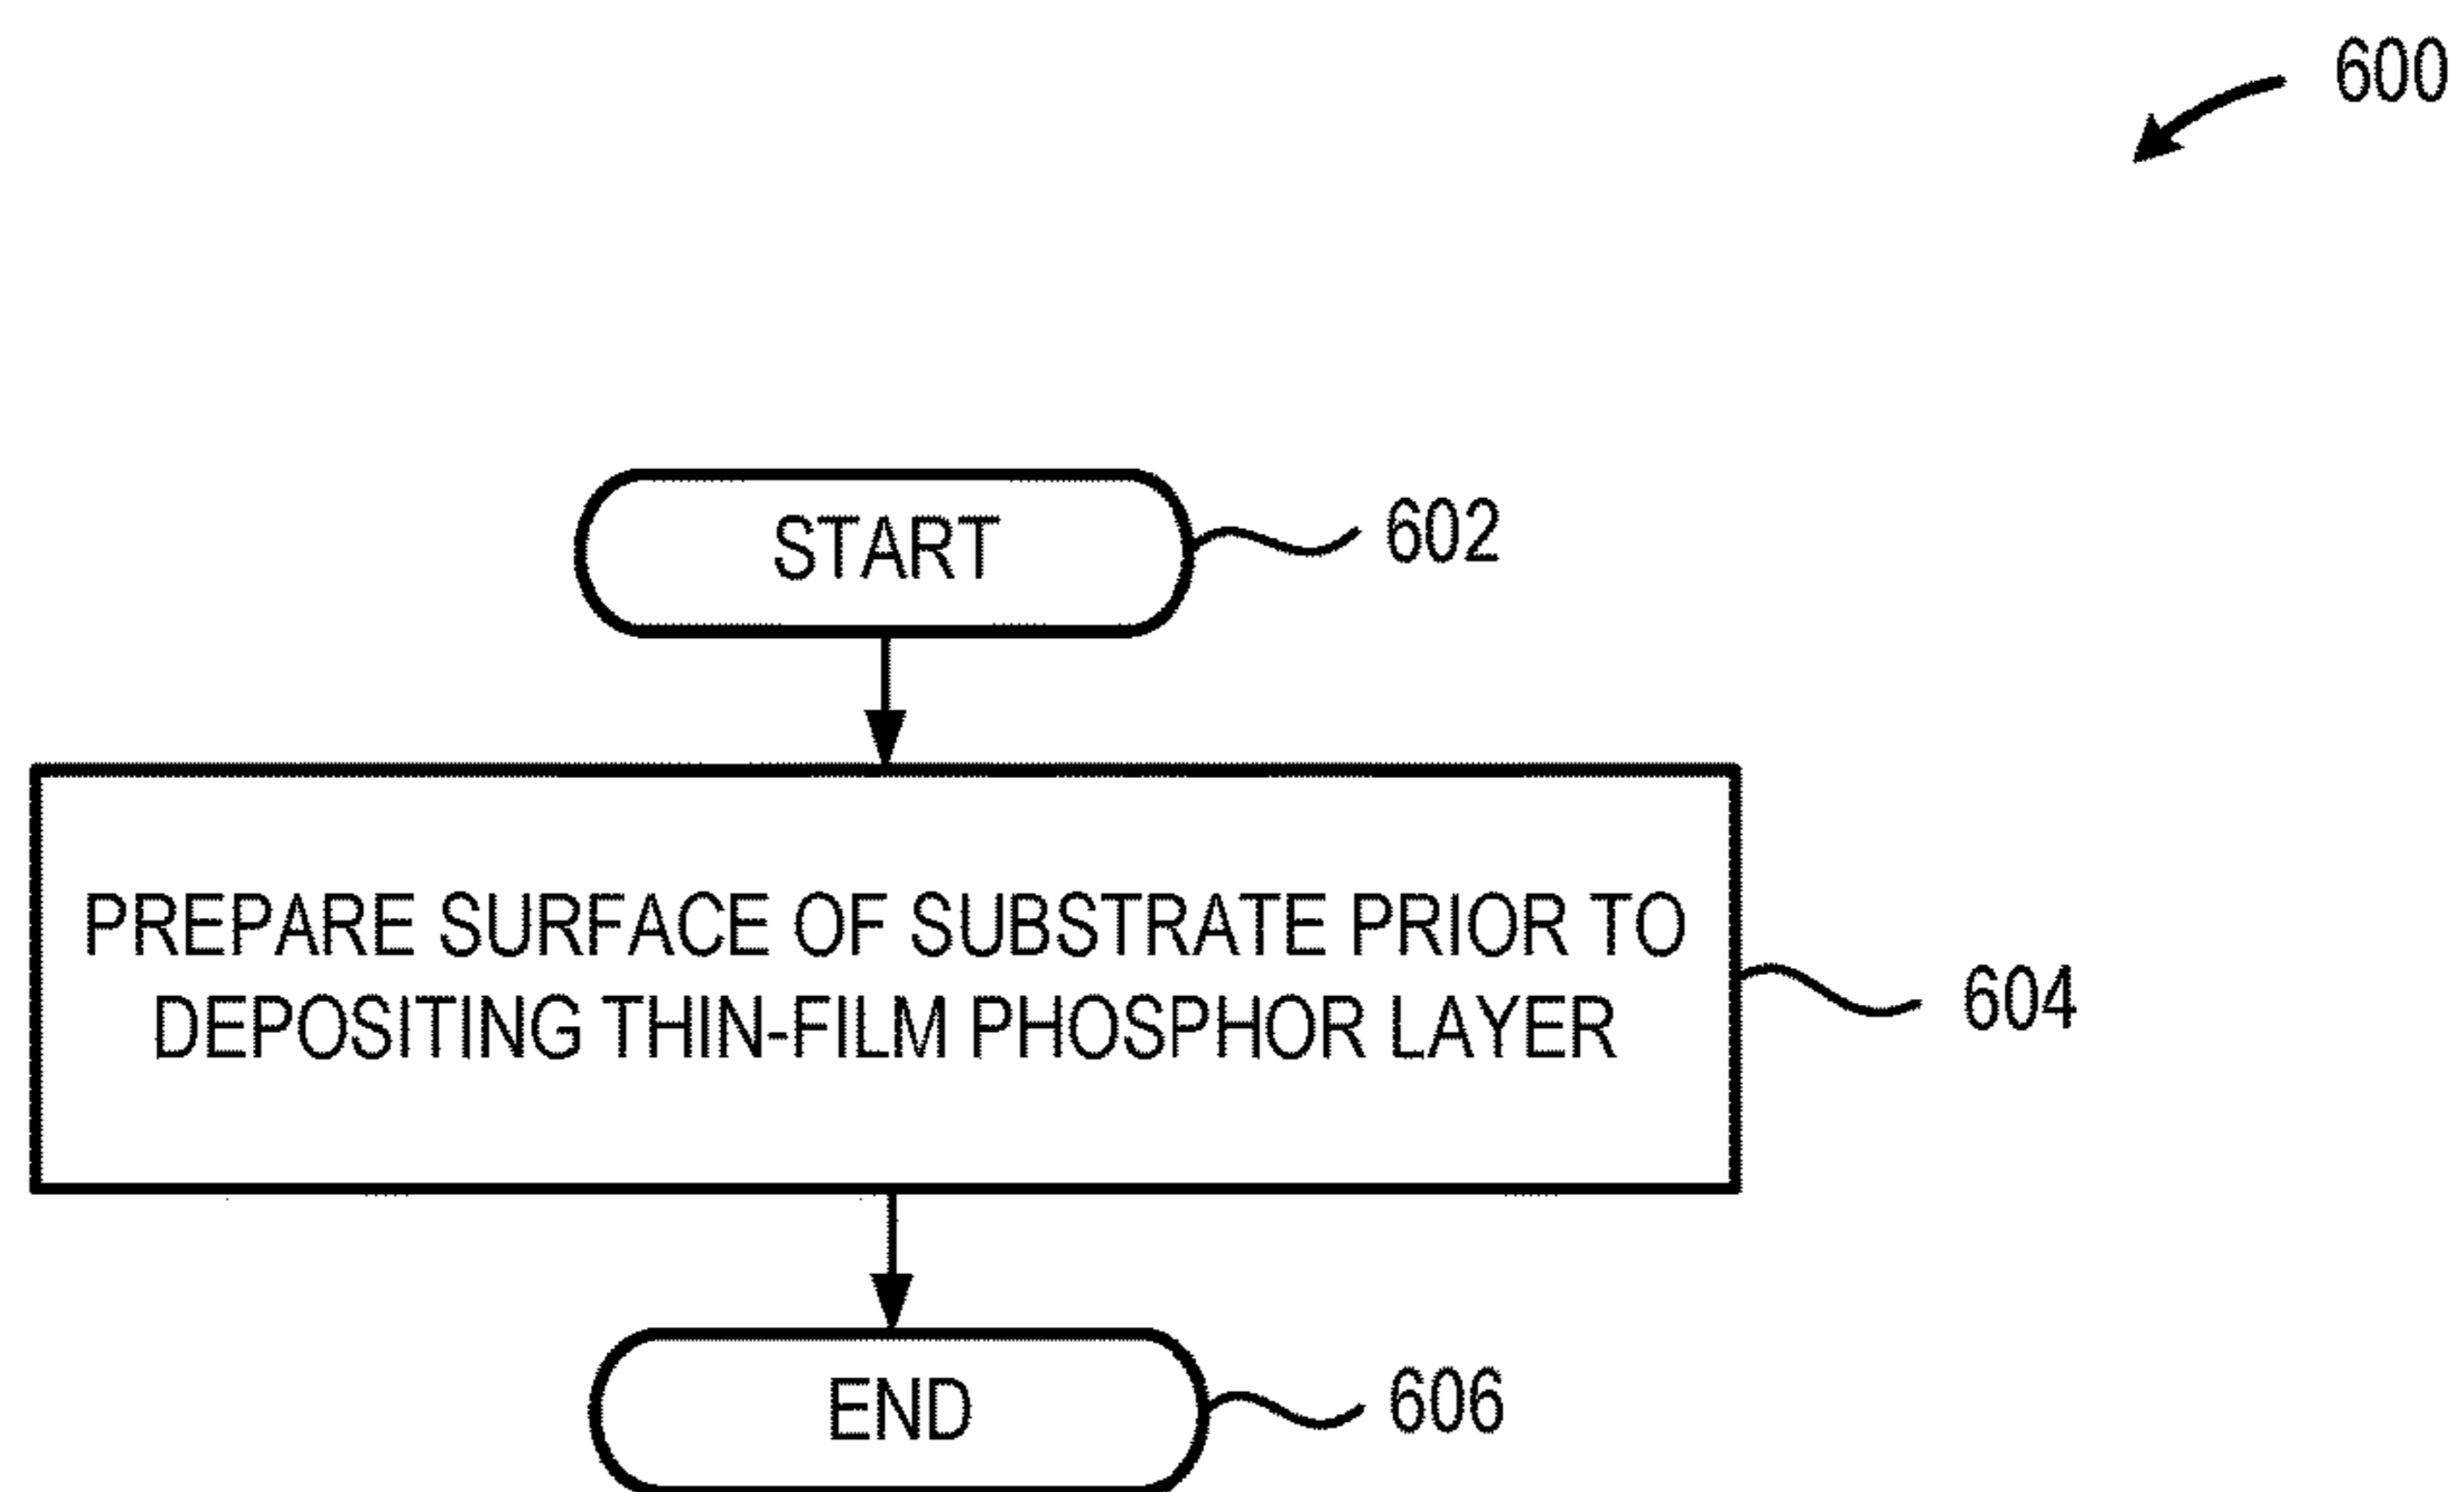 600
START
602
PREPARE SURFACE OF SUBSTRATE PRIOR TO
DEPOSITING THIN-FILM PHOSPHOR LAYER
604
END
606